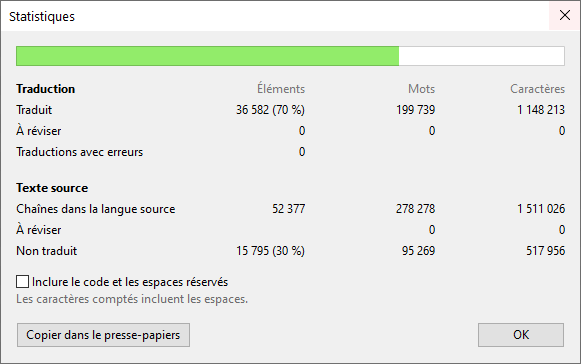 Statistiques
Traduction Éléments Mots Caractères
Traduit 36 582 (70 %) 199 739 1 148 213
À réviser 0 0 0
Traductions avec erreurs 0
Texte source
Chaînes dans la langue source 52 377 278 278 1 511 026
À réviser 0 0
Non traduit 15 795 (30 %) 95 269 517 956
Inclure le code et les espaces réservés
Les caractères comptés incluent les espaces.
Copier dans le presse-papiers OK